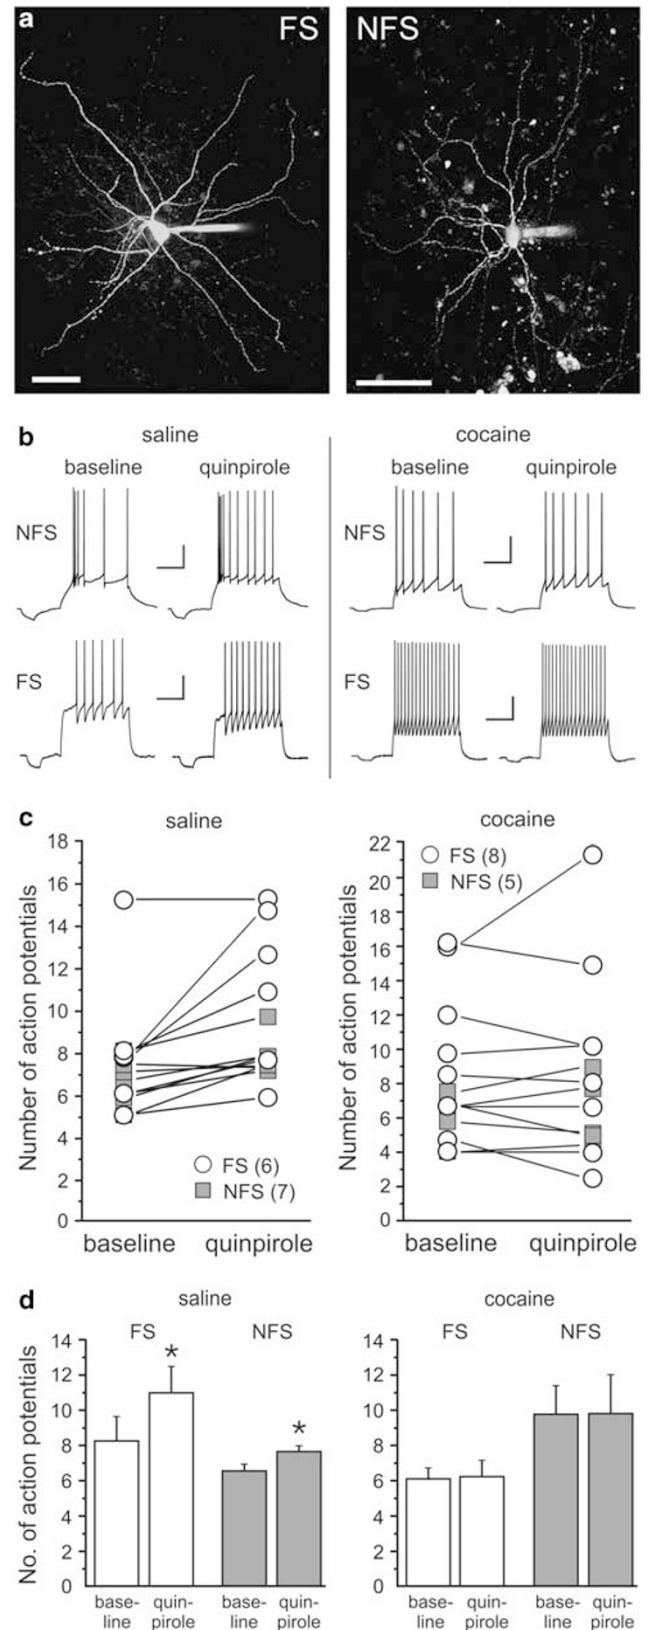 a
FS
NFS
b
saline
cocaine
baseline
quinpirole
baseline
quinpirole
NFS
NFS
FS
FS
c
saline
cocaine
Number of action potentials
18
16
14
12
10
8
6
4
2
0
FS (6)
NFS (7)
baseline
quinpirole
Number of action potentials
22
20
18
16
14
12
10
8
6
4
2
0
FS (8)
NFS (5)
baseline
quinpirole
d
saline
cocaine
FS
NFS
FS
NFS
No. of action potentials
14
12
10
8
6
4
2
0
*
*
base-
line
quin-
pirole
base-
line
quin-
pirole
14
12
10
8
6
4
2
0
base-
line
quin-
pirole
base-
line
quin-
pirole